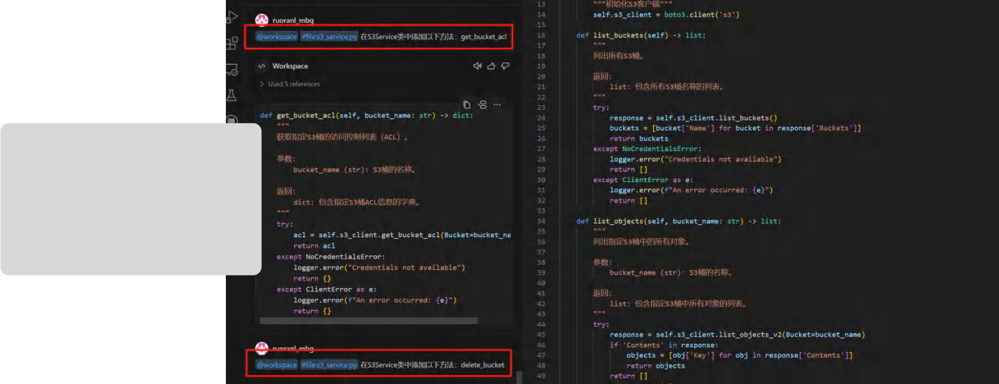 ruoranl_mbg
@workspace #file:s3_service.py 在S3Service类中添加以下方法：get_bucket_acl
Workspace
Used 5 references
def get_bucket_acl(self, bucket_name: str) -> dict:
"""
获取指定S3桶的访问控制列表（ACL）。
参数:
bucket_name (str): S3桶的名称。
返回:
dict: 包含指定S3桶ACL信息的字典。
"""
try:
acl = self.s3_client.get_bucket_acl(Bucket=bucket_na
return acl
except NoCredentialsError:
logger.error("Credentials not available")
return {}
except ClientError as e:
logger.error(f"An error occurred: {e}")
return {}
ruoranl_mbg
@workspace #file:s3_service.py 在S3Service类中添加以下方法：delete_bucket
13 """初始化S3客户端"""
14 self.s3_client = boto3.client('s3')
15
16 def list_buckets(self) -> list:
17 """
18 列出所有S3桶。
19
20 返回:
21 list: 包含所有S3桶名称的列表。
22 """
23 try:
24 response = self.s3_client.list_buckets()
25 buckets = [bucket['Name'] for bucket in response['Buckets']]
26 return buckets
27 except NoCredentialsError:
28 logger.error("Credentials not available")
29 return []
30 except ClientError as e:
31 logger.error(f"An error occurred: {e}")
32 return []
33
34 def list_objects(self, bucket_name: str) -> list:
35 """
36 列出指定S3桶中的所有对象。
37
38 参数:
39 bucket_name (str): S3桶的名称。
40
41 返回:
42 list: 包含指定S3桶中所有对象的列表。
43 """
44 try:
45 response = self.s3_client.list_objects_v2(Bucket=bucket_name)
46 if 'Contents' in response:
47 objects = [obj['Key'] for obj in response['Contents']]
48 return objects
49 return []